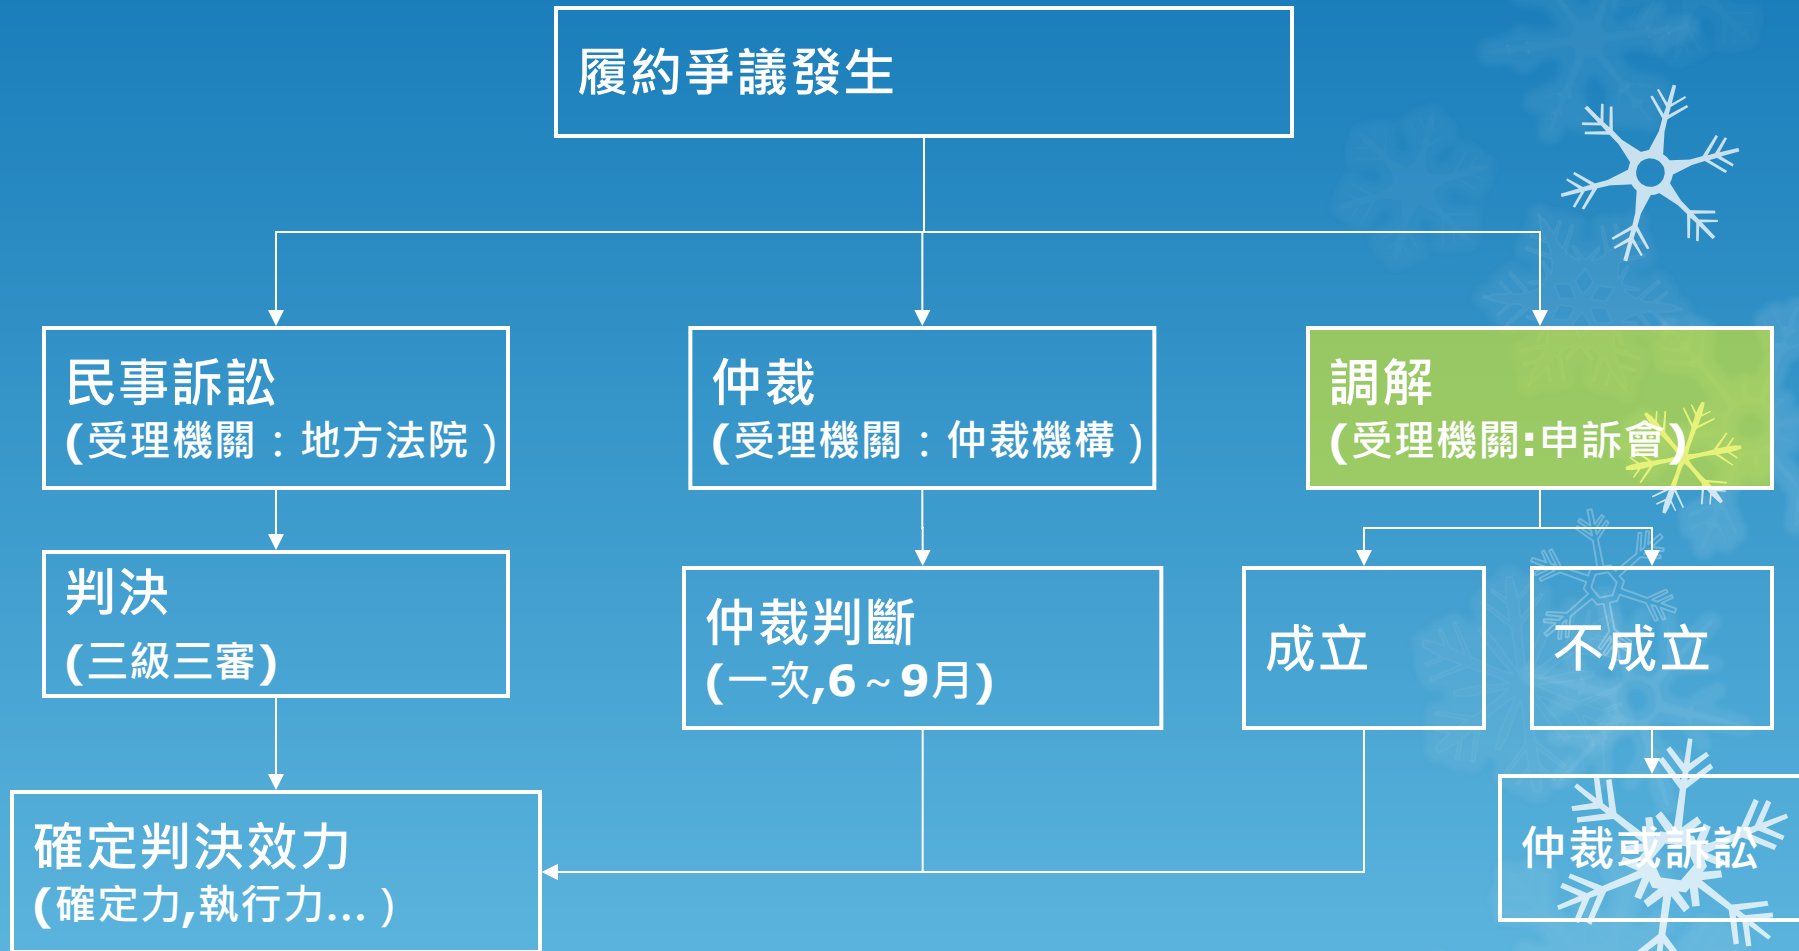 履約爭議發生
民事訴訟
(受理機關：地方法院)
仲裁
(受理機關：仲裁機構)
調解
(受理機關:申訴會)
判決
(三級三審)
仲裁判斷
(一次,6～9月)
成立
不成立
確定判決效力
(確定力,執行力…)
仲裁或訴訟